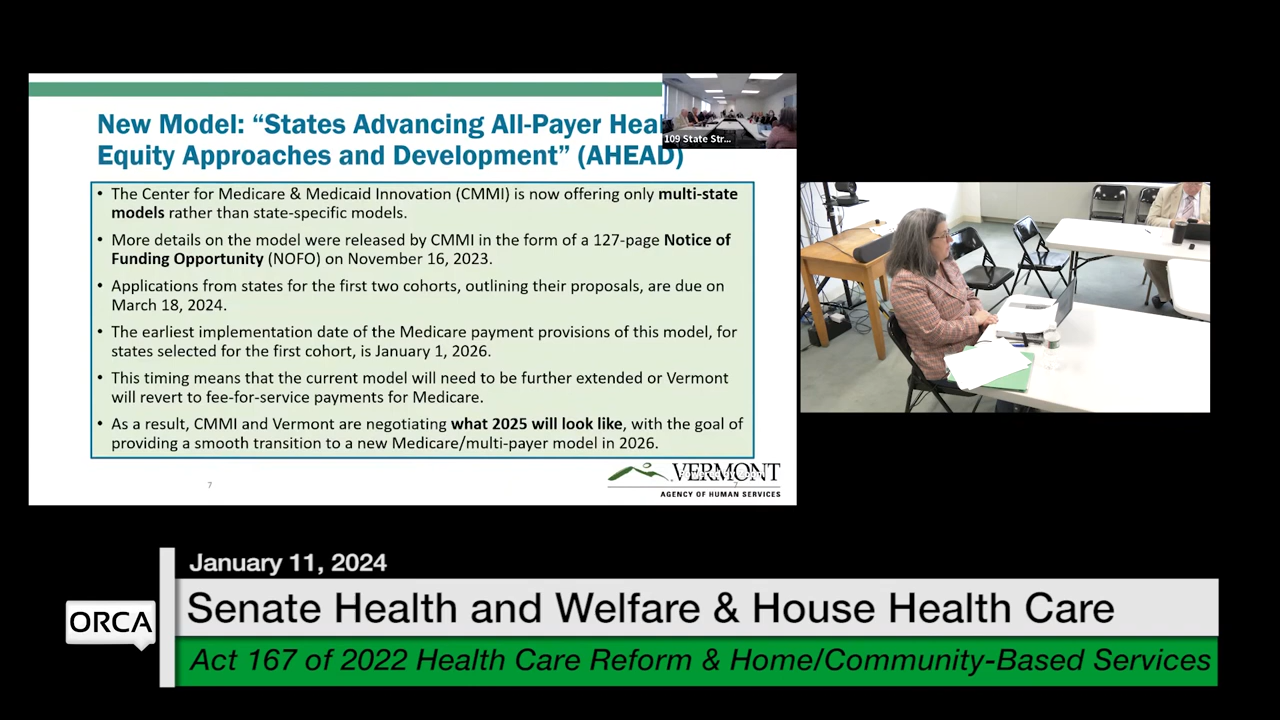 New Model: “States Advancing All-Payer Heal
Equity Approaches and Development” (AHEAD)
109 State Str...
• The Center for Medicare & Medicaid Innovation (CMMI) is now offering only multi-state
models rather than state-specific models.
• More details on the model were released by CMMI in the form of a 127-page Notice of
Funding Opportunity (NOFO) on November 16, 2023.
• Applications from states for the first two cohorts, outlining their proposals, are due on
March 18, 2024.
• The earliest implementation date of the Medicare payment provisions of this model, for
states selected for the first cohort, is January 1, 2026.
• This timing means that the current model will need to be further extended or Vermont
will revert to fee-for-service payments for Medicare.
• As a result, CMMI and Vermont are negotiating what 2025 will look like, with the goal of
providing a smooth transition to a new Medicare/multi-payer model in 2026.
VERMONT
AGENCY OF HUMAN SERVICES
7
7
January 11, 2024
ORCA
Senate Health and Welfare & House Health Care
Act 167 of 2022 Health Care Reform & Home/Community-Based Services